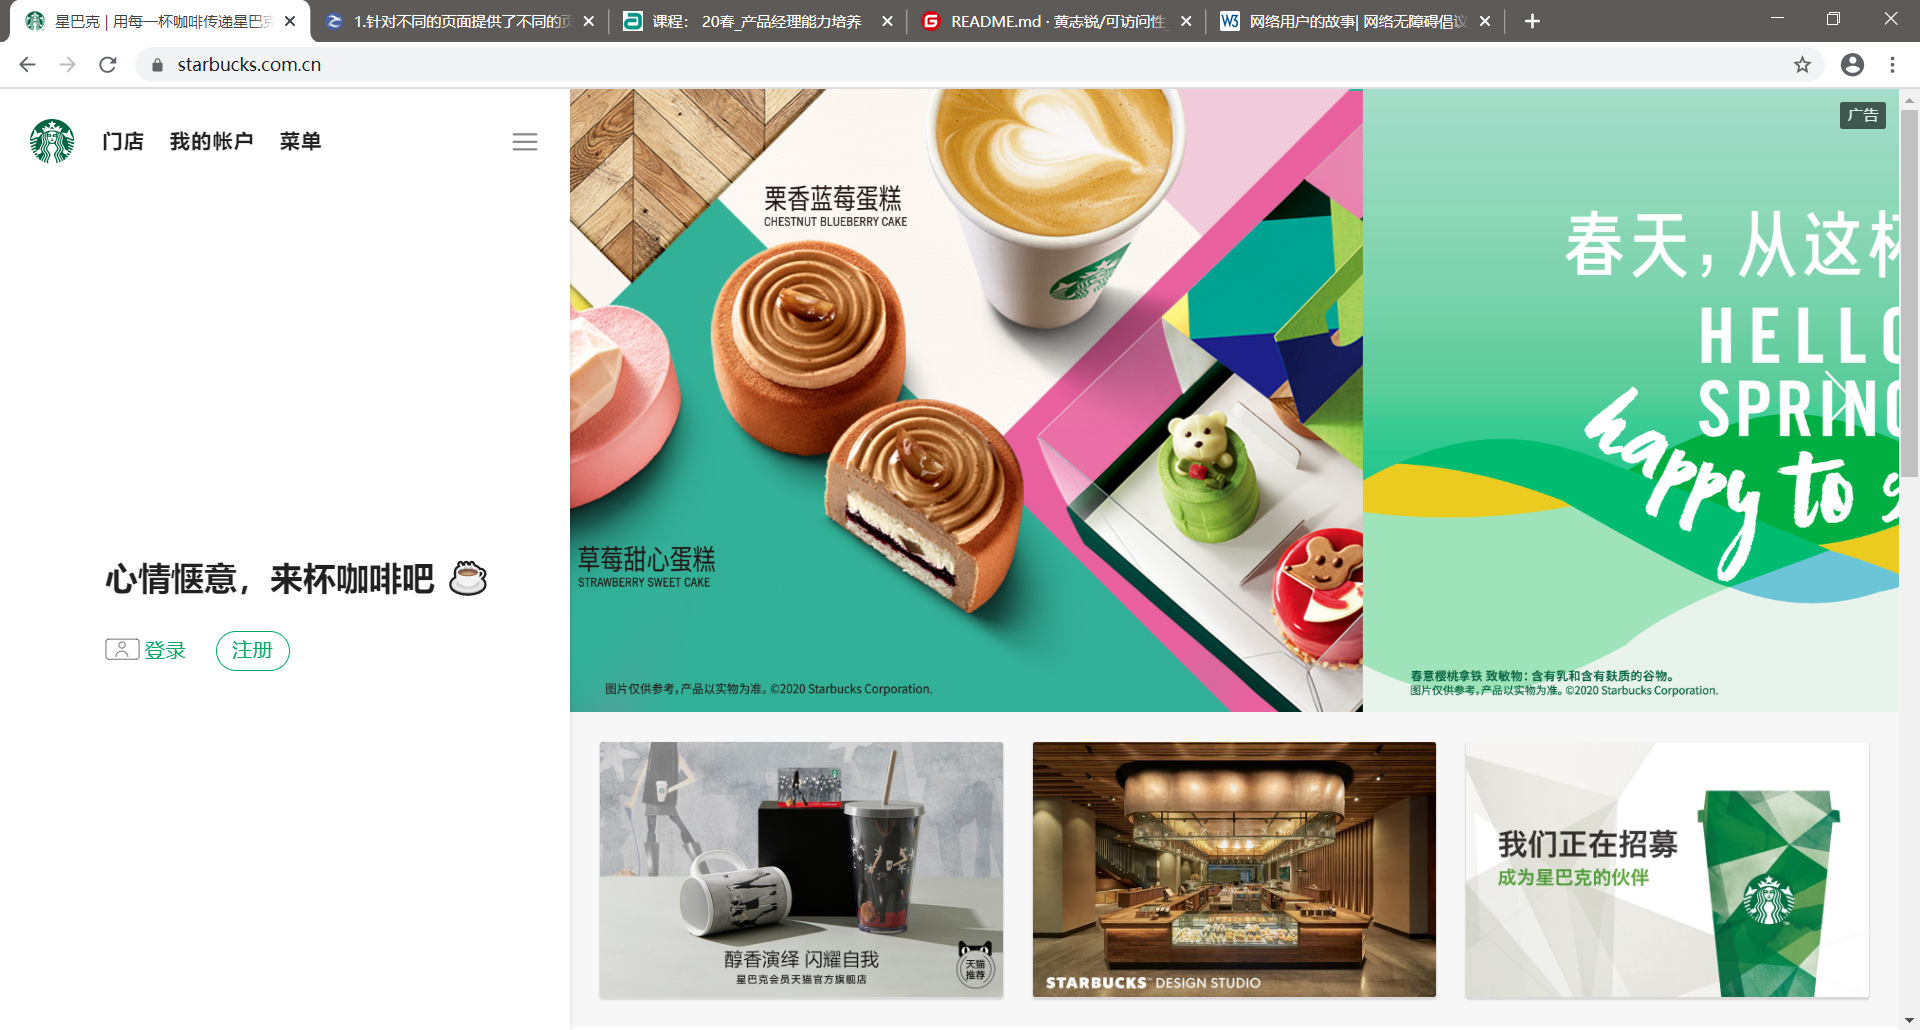 星巴克 | 用每一杯咖啡传递星巴克
1.针对不同的页面提供了不同的页
课程： 20春_产品经理能力培养
README.md · 黄志锐/可访问性_
网络用户的故事| 网络无障碍倡议
starbucks.com.cn
门店 我的帐户 菜单
广告
栗香蓝莓蛋糕
CHESTNUT BLUEBERRY CAKE
春天，从这杯
HELLO
SPRING
happy to s
草莓甜心蛋糕
STRAWBERRY SWEET CAKE
心情惬意，来杯咖啡吧
登录 注册
图片仅供参考，产品以实物为准。©2020 Starbucks Corporation.
春意樱桃拿铁 致敏物：含有乳和含有麸质的谷物。
图片仅供参考，产品以实物为准。©2020 Starbucks Corporation.
醇香演绎 闪耀自我
星巴克会员天猫官方旗舰店
天猫
推荐
STARBUCKS™ DESIGN STUDIO
我们正在招募
成为星巴克的伙伴